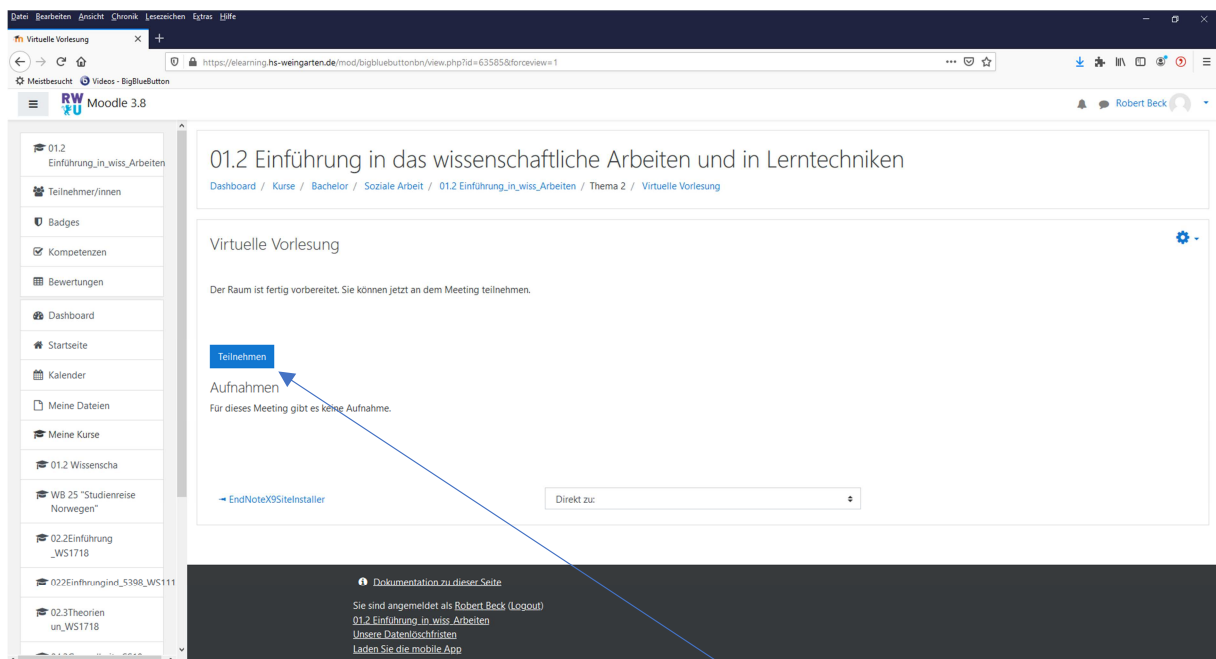 Datei Bearbeiten Ansicht Chronik Lesezeichen Extras Hilfe
Virtuelle Vorlesung
https://elearning.hs-weingarten.de/mod/bigbluebuttonbn/view.php?id=63585&forceview=1
Meistbesucht Videos - BigBlueButton
RWU Moodle 3.8
Robert Beck
01.2
Einführung_in_wiss_Arbeiten
Teilnehmer/innen
Badges
Kompetenzen
Bewertungen
Dashboard
Startseite
Kalender
Meine Dateien
Meine Kurse
01.2 Wissenscha
WB 25 "Studienreise
Norwegen"
02.2Einführung
_WS1718
022Einfhrungind_5398_WS111
02.3Theorien
un_WS1718
01.2 Einführung in das wissenschaftliche Arbeiten und in Lerntechniken
Dashboard / Kurse / Bachelor / Soziale Arbeit / 01.2 Einführung_in_wiss_Arbeiten / Thema 2 / Virtuelle Vorlesung
Virtuelle Vorlesung
Der Raum ist fertig vorbereitet. Sie können jetzt an dem Meeting teilnehmen.
Teilnehmen
Aufnahmen
Für dieses Meeting gibt es keine Aufnahme.
◄ EndNoteX9SiteInstaller
Direkt zu:
Dokumentation zu dieser Seite
Sie sind angemeldet als Robert Beck (Logout)
01.2 Einführung_in_wiss_Arbeiten
Unsere Datenlöschfristen
Laden Sie die mobile App